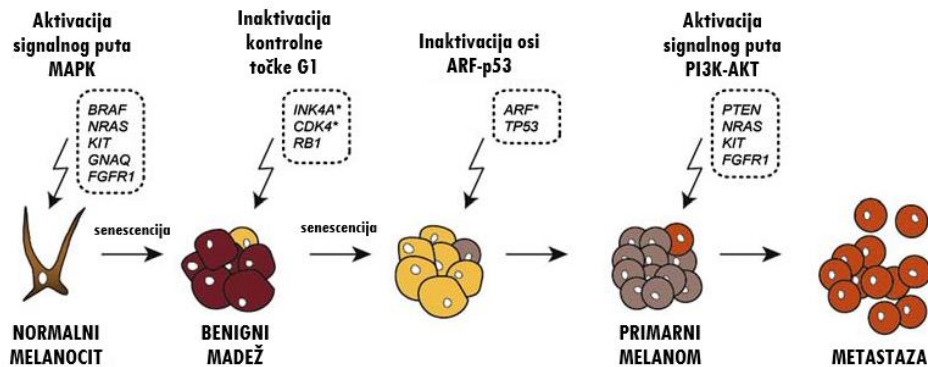 Aktivacija
signalnog puta
MAPK
Inaktivacija
kontrolne
točke G1
Inaktivacija osi
ARF-p53
Aktivacija
signalnog puta
PI3K-AKT
BRAF
NRAS
KIT
GNAQ
FGFR1
INK4A*
CDK4*
RB1
ARF*
TP53
PTEN
NRAS
KIT
FGFR1
senescencija
senescencija
NORMALNI
MELANOCIT
BENIGNI
MADEŽ
PRIMARNI
MELANOM
METASTAZA